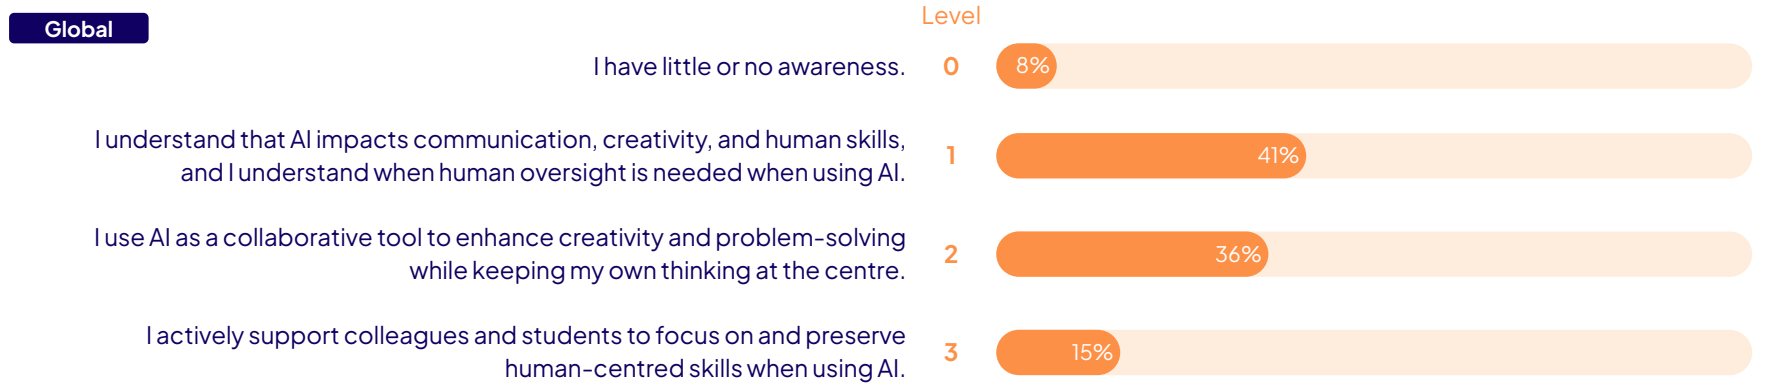 Global
Level
I have little or no awareness. 0 8%
I understand that AI impacts communication, creativity, and human skills,
and I understand when human oversight is needed when using AI.
1 41%
I use AI as a collaborative tool to enhance creativity and problem-solving
while keeping my own thinking at the centre.
2 36%
I actively support colleagues and students to focus on and preserve
human-centred skills when using AI.
3 15%